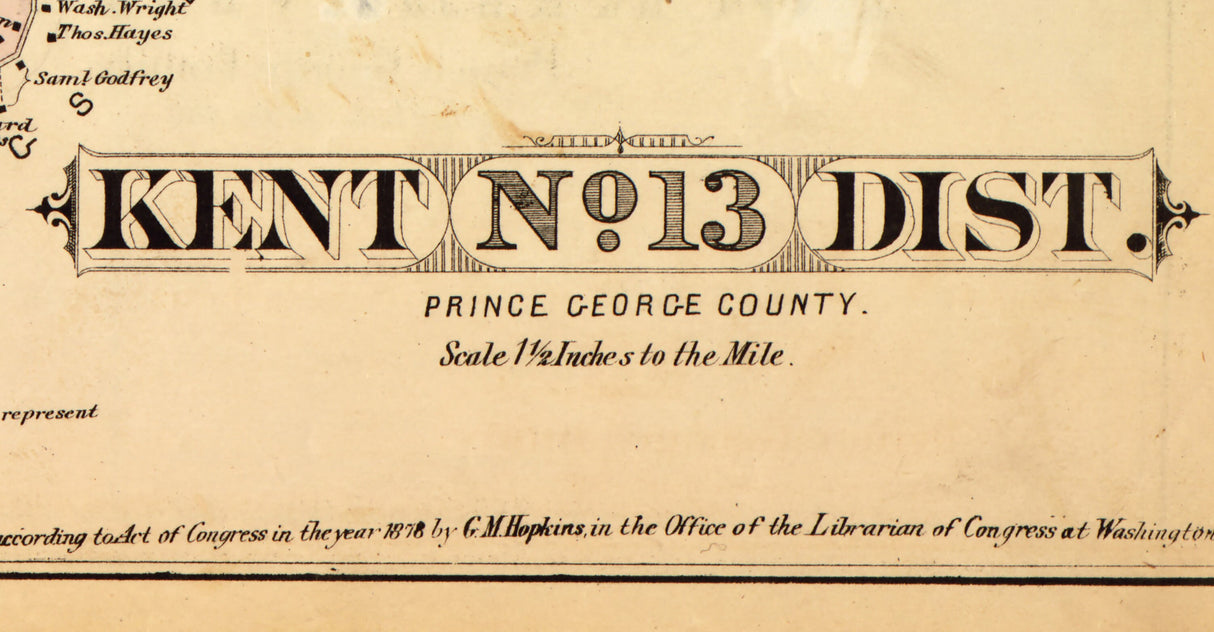 Wash. Wright
Thos. Hayes
Saml. Godfrey
S
KENT No. 13 DIST.
PRINCE GEORGE COUNTY.
Scale 1½ Inches to the Mile.
represent
according to Act of Congress in the year 1878 by G.M. Hopkins, in the Office of the Librarian of Congress at Washington